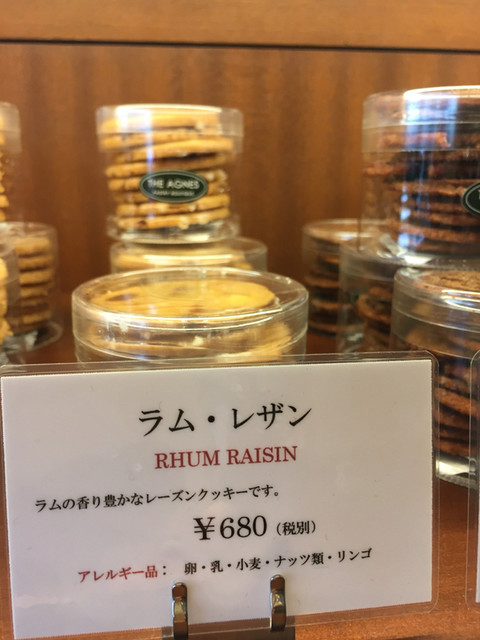 THE AGNES
ラム・レザン
RHUM RAISIN
ラムの香り豊かなレーズンクッキーです。
￥680（税別）
アレルギー品： 卵・乳・小麦・ナッツ類・リンゴ